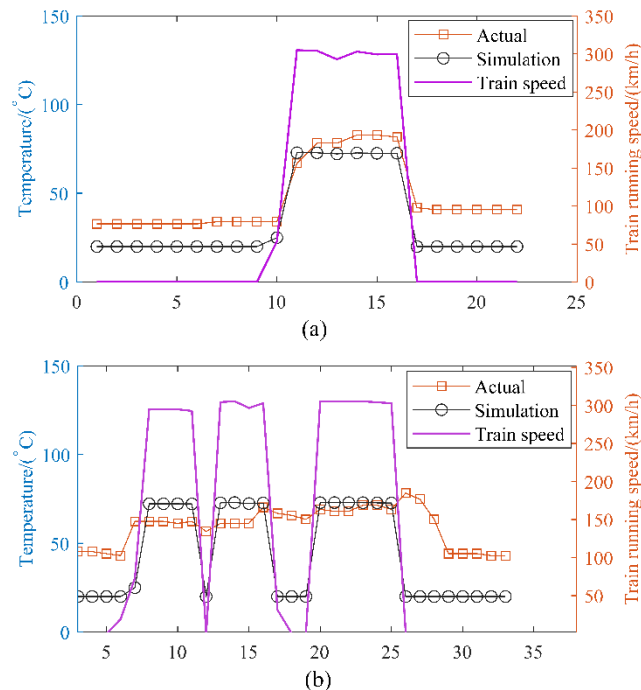 150
100
50
0
Temperature/(°C)
350
300
250
200
150
100
50
0
Train running speed/(km/h)
Actual
Simulation
Train speed
0 5 10 15 20 25
(a)
150
100
50
0
Temperature/(°C)
350
300
250
200
150
100
50
Train running speed/(km/h)
Actual
Simulation
Train speed
5 10 15 20 25 30 35
(b)